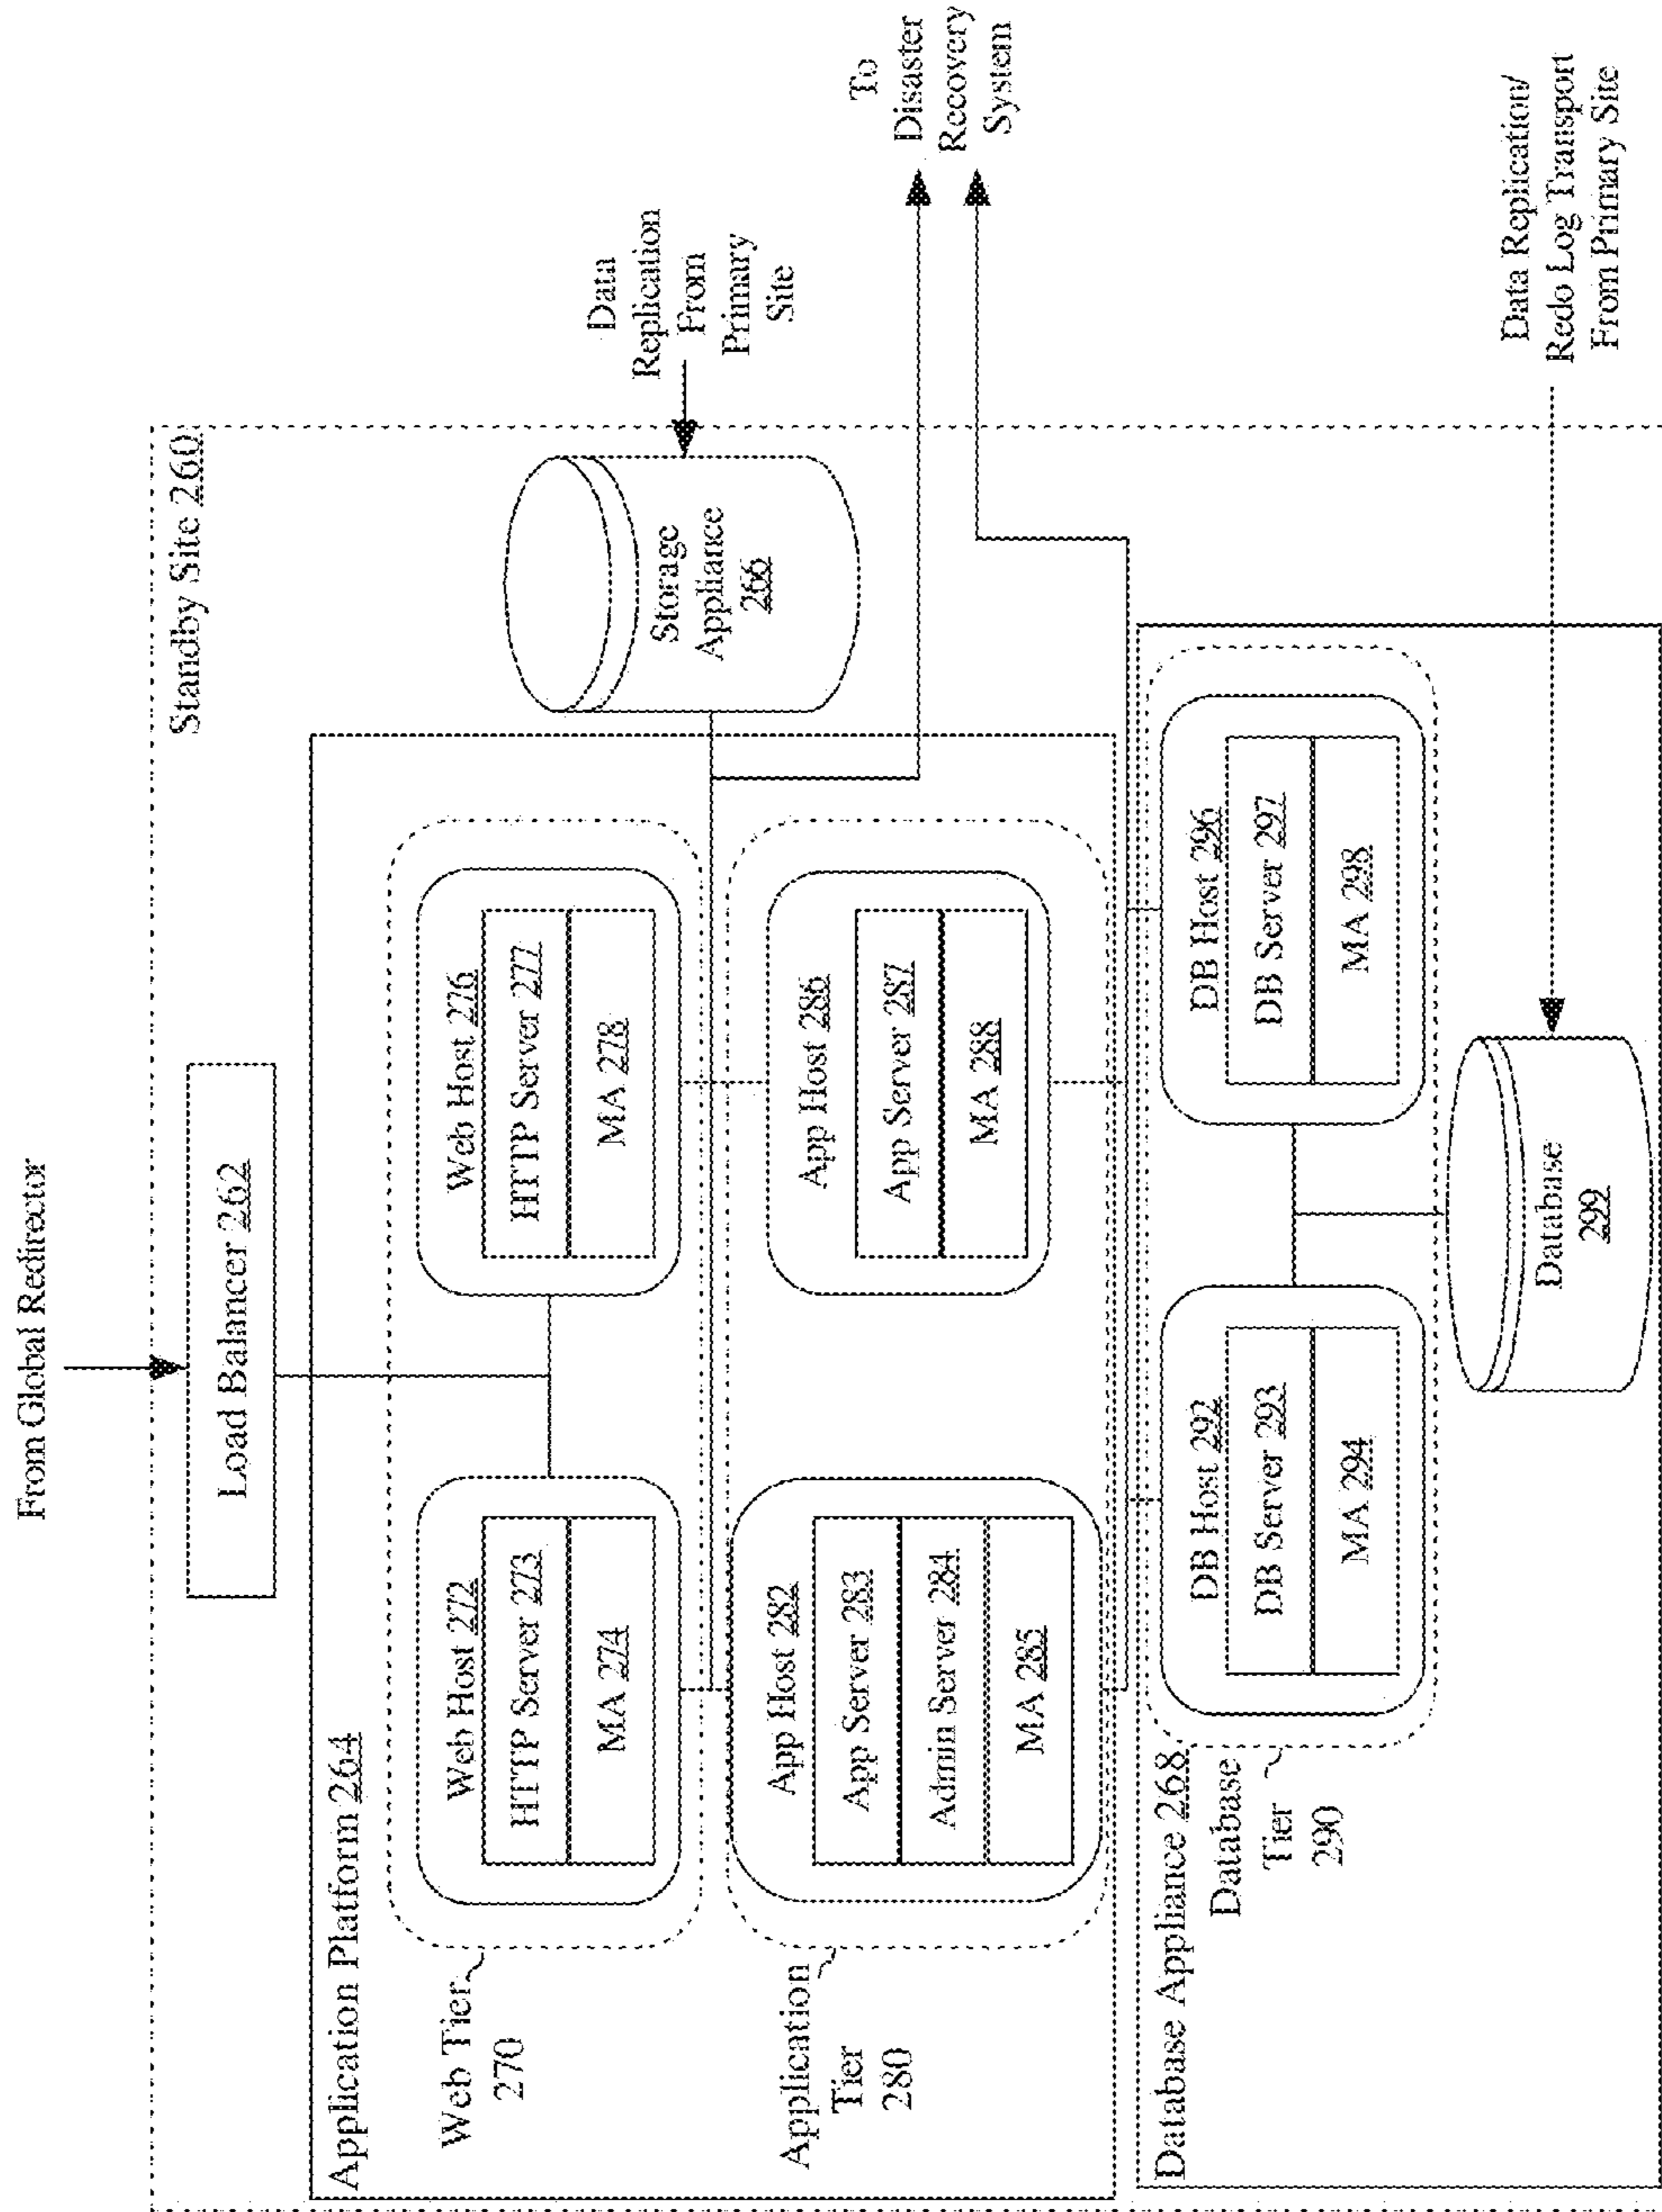 From Global Redirector
Standby Site 260
Load Balancer 262
Application Platform 264
Web Tier
270
Web Host 272
HTTP Server 273
MA 274
Web Host 276
HTTP Server 277
MA 278
Storage
Appliance
266
Data
Replication
From
Primary
Site
To
Disaster
Recovery
System
Application
Tier
280
App Host 282
App Server 283
Admin Server 284
MA 285
App Host 286
App Server 287
MA 288
Database Appliance 268
Database
Tier
290
DB Host 292
DB Server 293
MA 294
DB Host 296
DB Server 297
MA 298
Database
299
Data Replication/
Redo Log Transport
From Primary Site